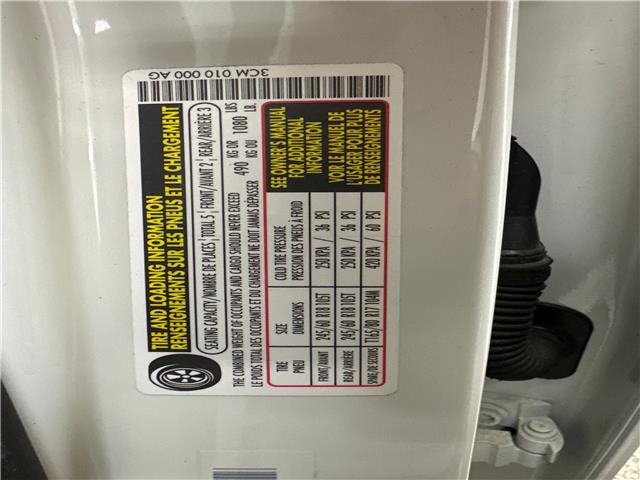 TIRE AND LOADING INFORMATION
RENSEIGNEMENTS SUR LES PNEUS ET LE CHARGEMENT
SEATING CAPACITY/NOMBRE DE PLACES TOTAL 5 FRONT/AVANT 2 REAR/ARRIÈRE 3
THE COMBINED WEIGHT OF OCCUPANTS AND CARGO SHOULD NEVER EXCEED 490 KG OR 1080 LBS
LE POIDS TOTAL DES OCCUPANTS ET DU CHARGEMENT NE DOIT JAMAIS DÉPASSER KG OU LB.
TIRE SIZE COLD TIRE PRESSURE
PNEU DIMENSIONS PRESSION DES PNEUS À FROID
FRONT/AVANT 245/60 R18 105T 250 KPA / 36 PSI
REAR/ARRIÈRE 245/60 R18 105T 250 KPA / 36 PSI
SPARE/DE SECOURS T165/80 R17 104M 420 KPA / 60 PSI
SEE OWNER'S MANUAL
FOR ADDITIONAL
INFORMATION
VOIR LE MANUEL DE
L'USAGER POUR PLUS
DE RENSEIGNEMENTS
3CM 010 000 AG